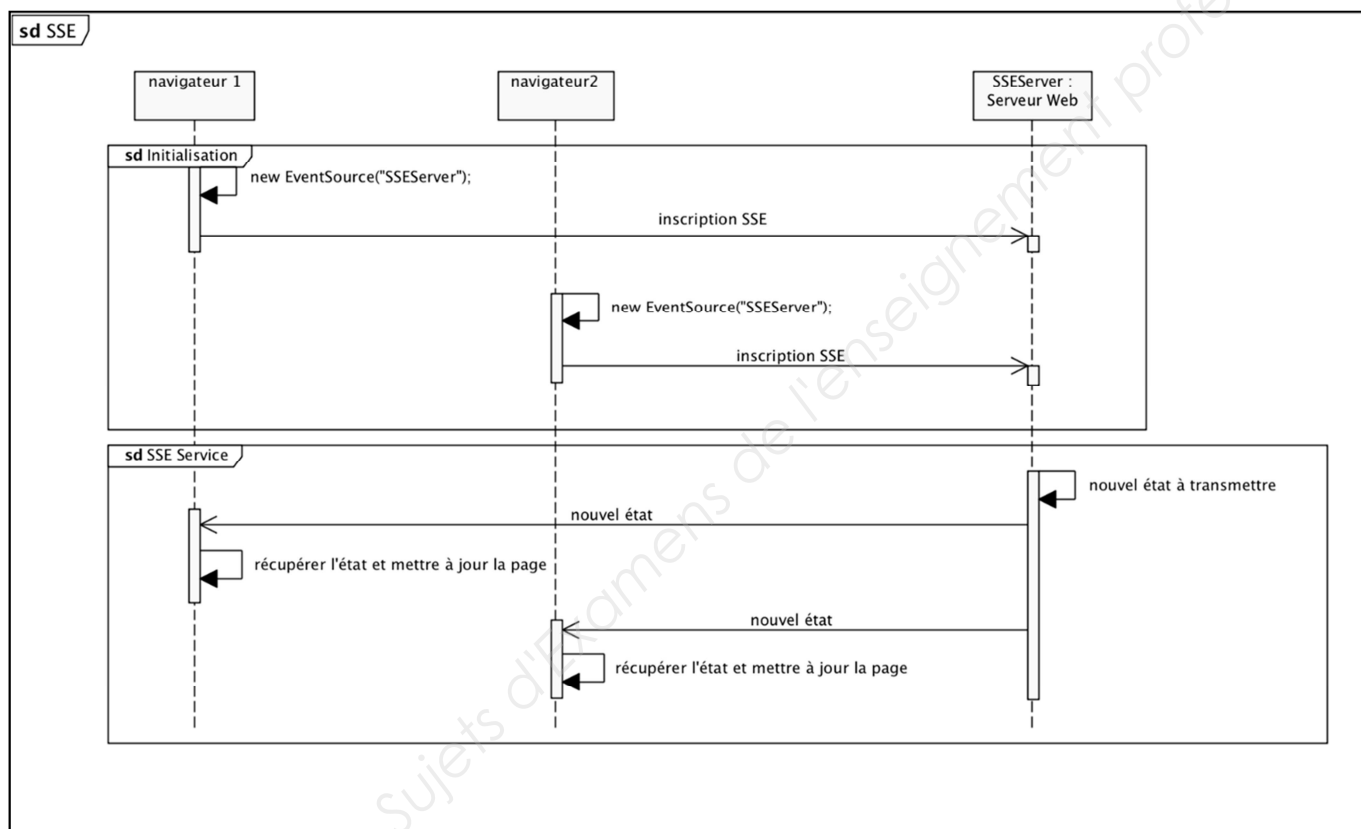 sd SSE
navigateur 1
navigateur2
SSEServer :
Serveur Web
sd Initialisation
new EventSource("SSEServer");
inscription SSE
new EventSource("SSEServer");
inscription SSE
sd SSE Service
nouvel état à transmettre
nouvel état
récupérer l'état et mettre à jour la page
nouvel état
récupérer l'état et mettre à jour la page
Sujets d'Examens de l'enseignement